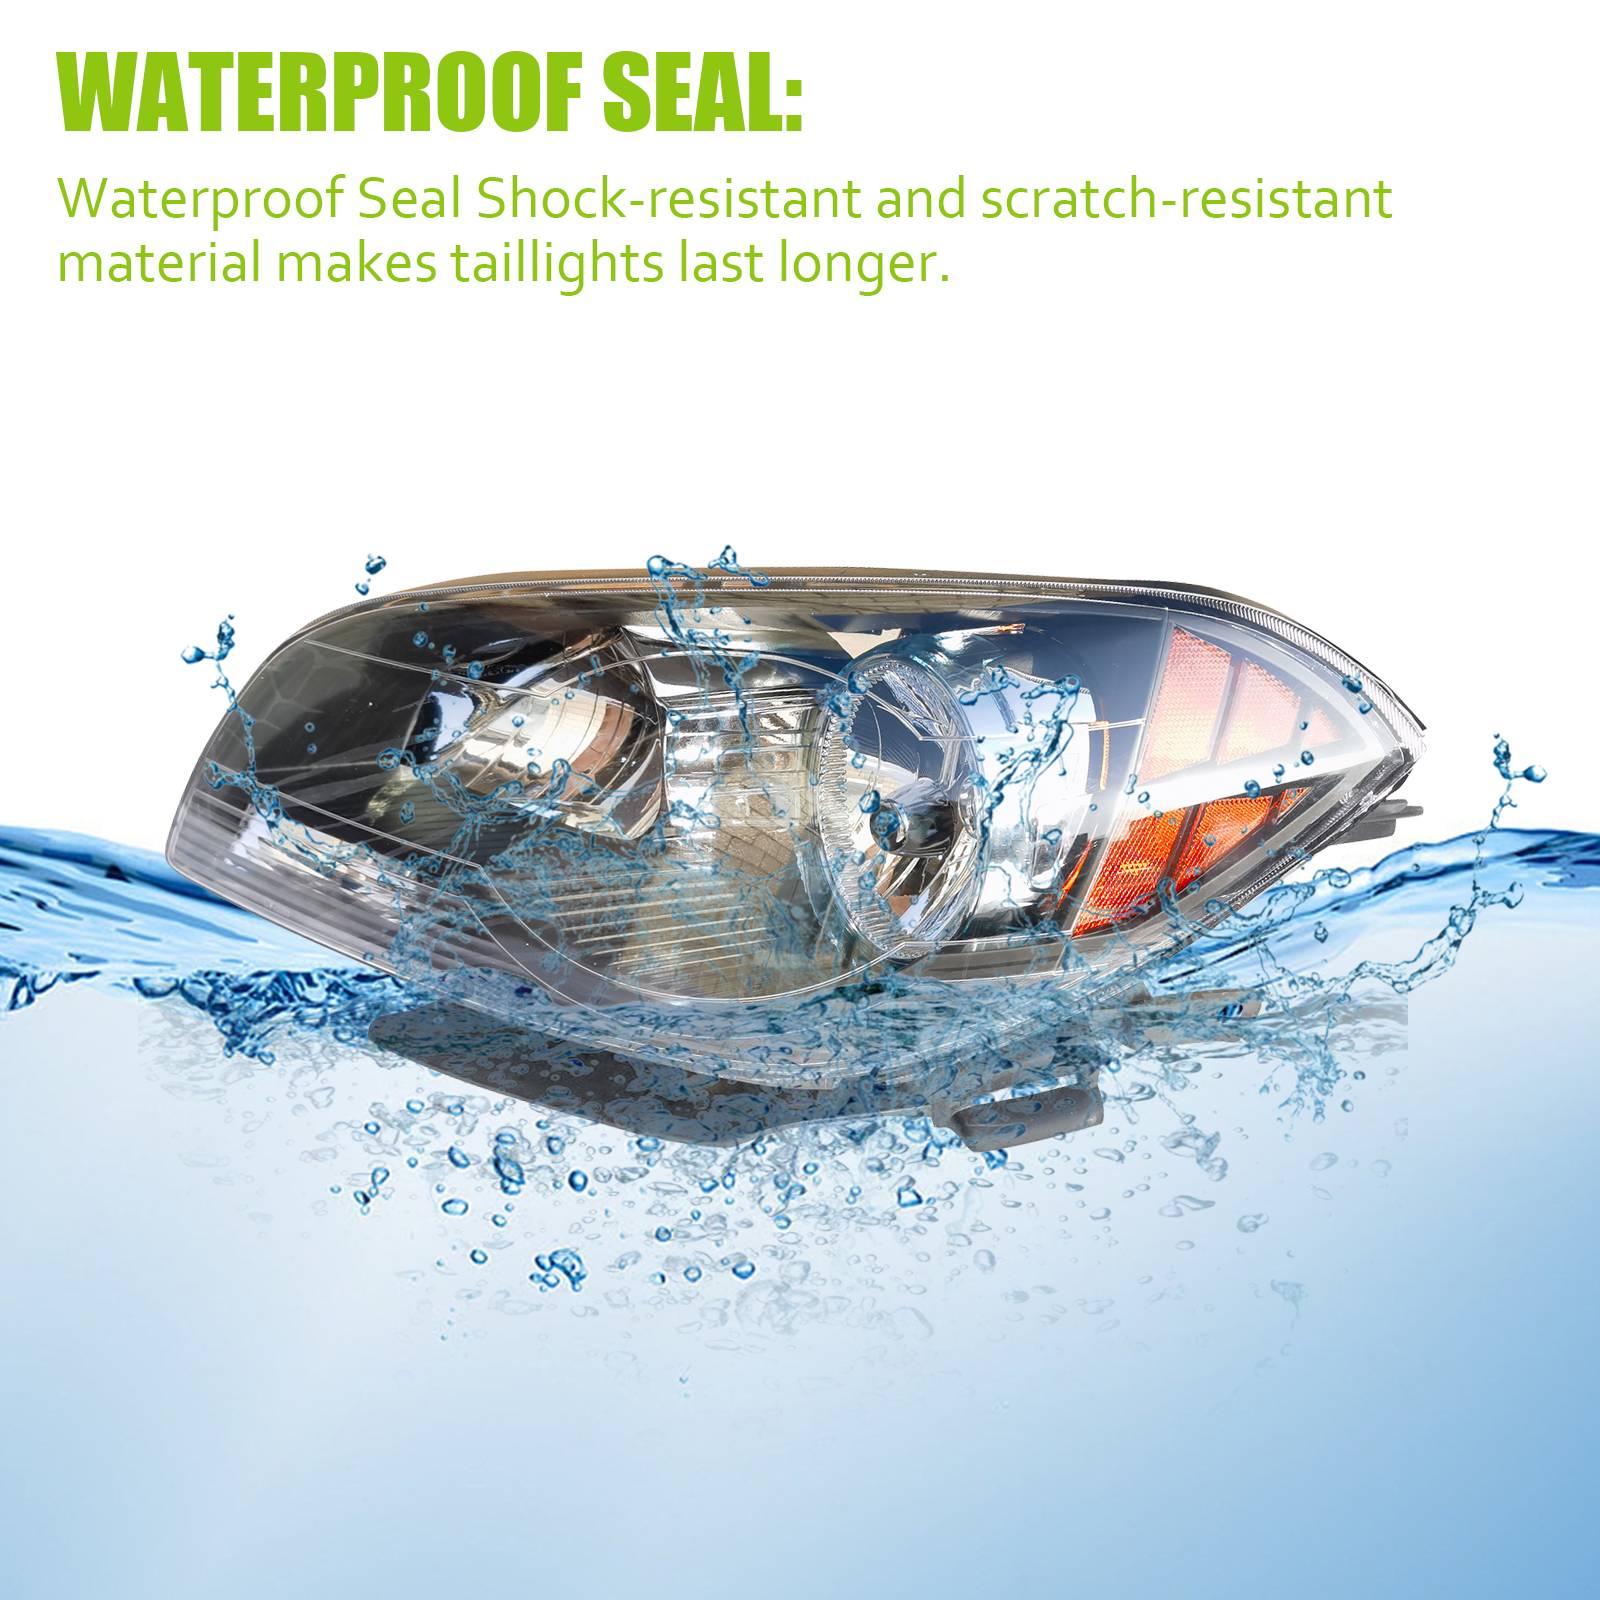 WATERPROOF SEAL:
Waterproof Seal Shock-resistant and scratch-resistant
material makes taillights last longer.